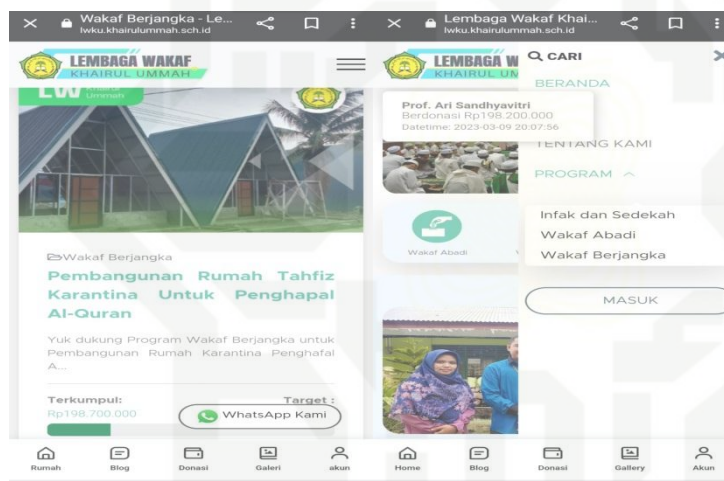 Wakaf Berjangka - Le...
lwku.khairulummah.sch.id
LEMBAGA WAKAF
KHAIRUL UMMAH
LW Khairul
Ummah
Wakaf Berjangka
Pembangunan Rumah Tahfiz
Karantina Untuk Penghapal
Al-Quran
Yuk dukung Program Wakaf Berjangka untuk
Pembangunan Rumah Karantina Penghafal
A...
Terkumpul:
Target :
Rp198.700.000
WhatsApp Kami
Rumah
Blog
Donasi
Galeri
akun
Lembaga Wakaf Khai...
lwku.khairulummah.sch.id
LEMBAGA W
KHAIRUL UM
CARI
BERANDA
Prof. Ari Sandhyavitri
Berdonasi Rp198.200.000
Datetime: 2023-03-09 20:07:56
TENTANG KAMI
PROGRAM
Infak dan Sedekah
Wakaf Abadi
Wakaf Berjangka
Wakaf Abadi
MASUK
Home
Blog
Donasi
Gallery
Akun